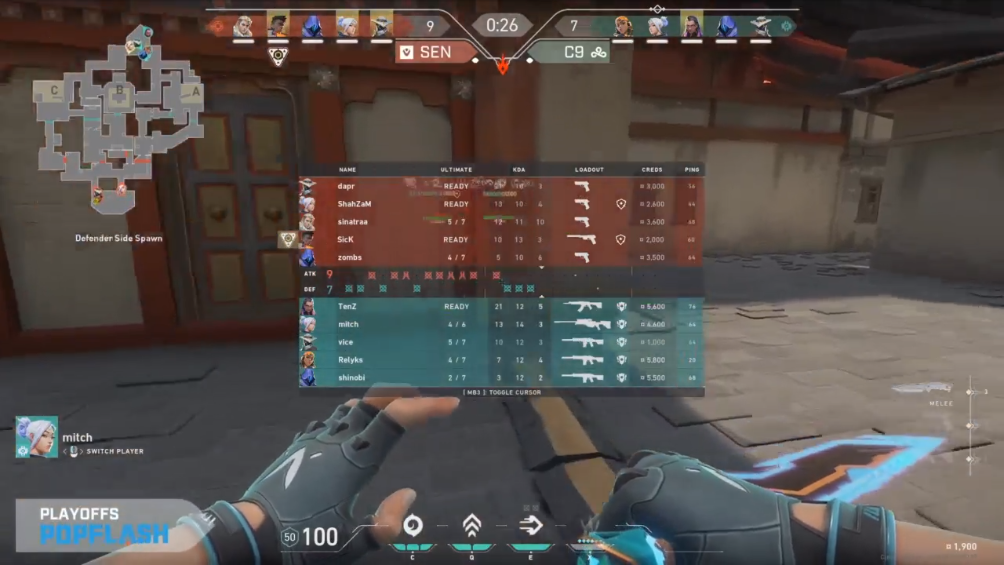 9 0:26 7
SEN C9
C B A
Defender Side Spawn
NAME ULTIMATE KDA LOADOUT CREDS PING
dapr READY 3,000
ShahZaM READY 13 10 4 2,600
sinatraa 5 / 7 12 11 10 3,600
SicK READY 10 13 3 2,000
zombs 4 / 7 5 10 6 3,500
ATK 9
DEF 7
TenZ READY 21 12 5 5,600 74
mitch 4 / 6 13 14 3 4,600
vice 5 / 7 10 12 3 1,000
Relyks 4 / 7 7 12 4 5,800
shinobi 2 / 7 3 12 2 5,500
[ MB3 ] TOGGLE CURSOR
MELEE
mitch
SWITCH PLAYER
PLAYOFFS
POPFLASH
50 100
C Q E
1,900